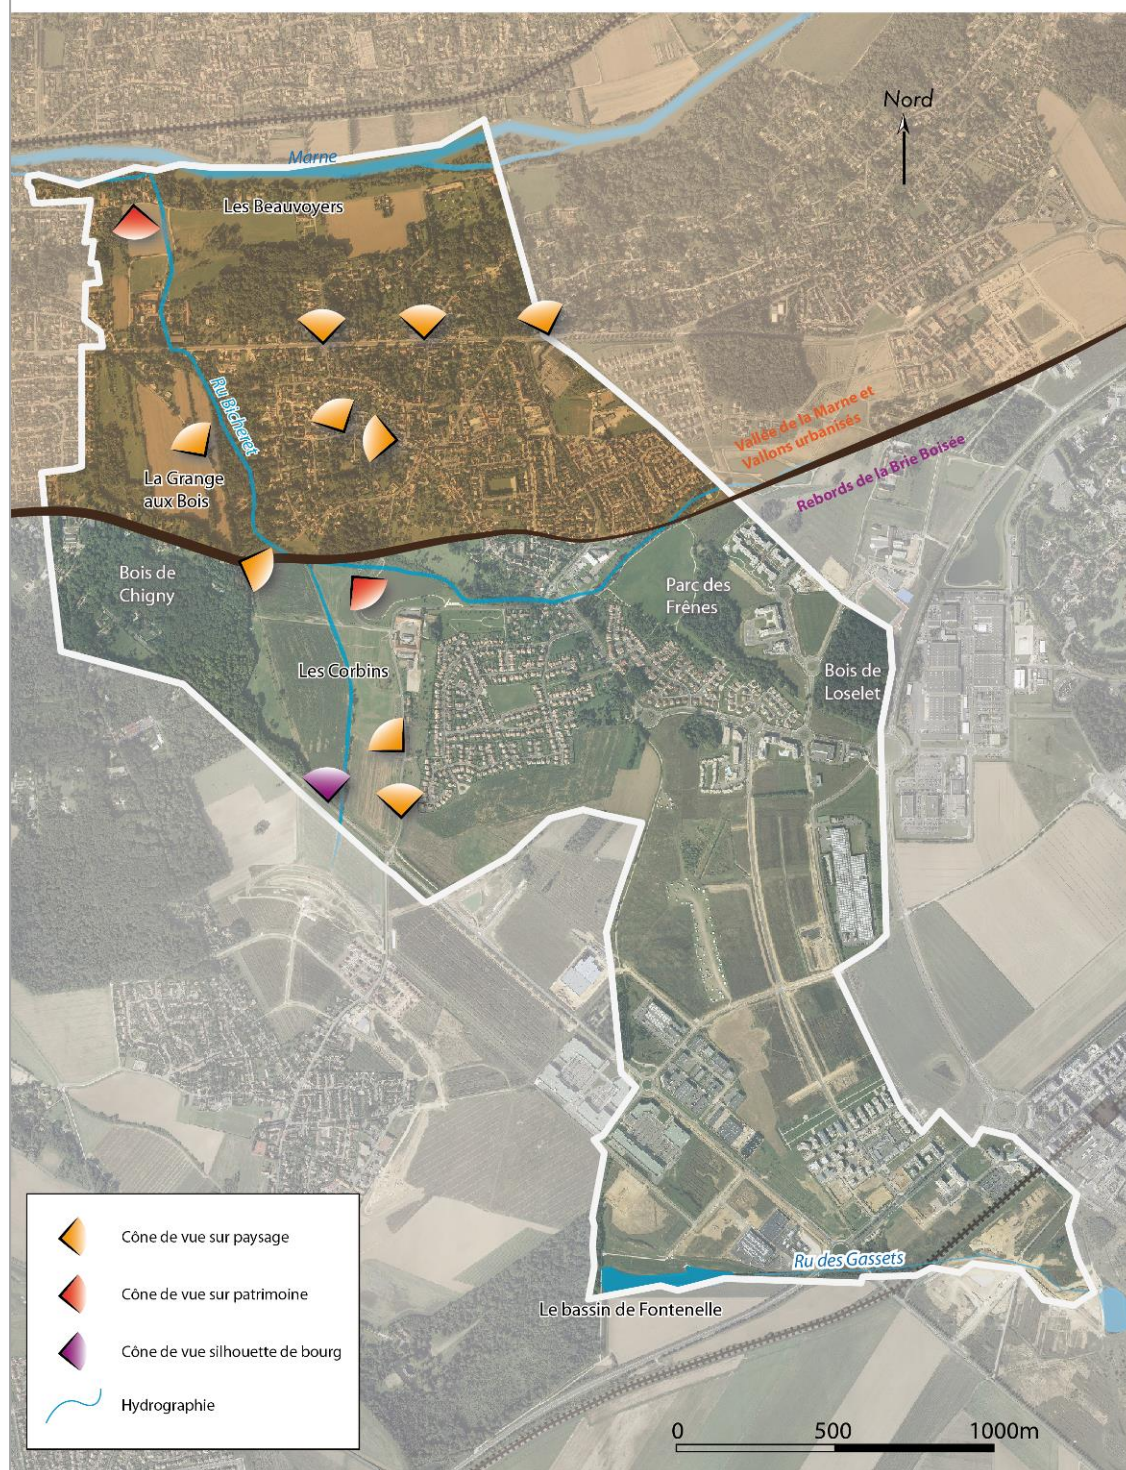 Nord
Marne
Les Beauvoyers
Ru Bicheret
Vallée de la Marne et
Vallons urbanisés
Rebords de la Brie Boisée
La Grange
aux Bois
Bois de
Chigny
Parc des
Frênes
Les Corbins
Bois de
Loselet
Ru des Gassets
Le bassin de Fontenelle
Cône de vue sur paysage
Cône de vue sur patrimoine
Cône de vue silhouette de bourg
Hydrographie
0 500 1000m